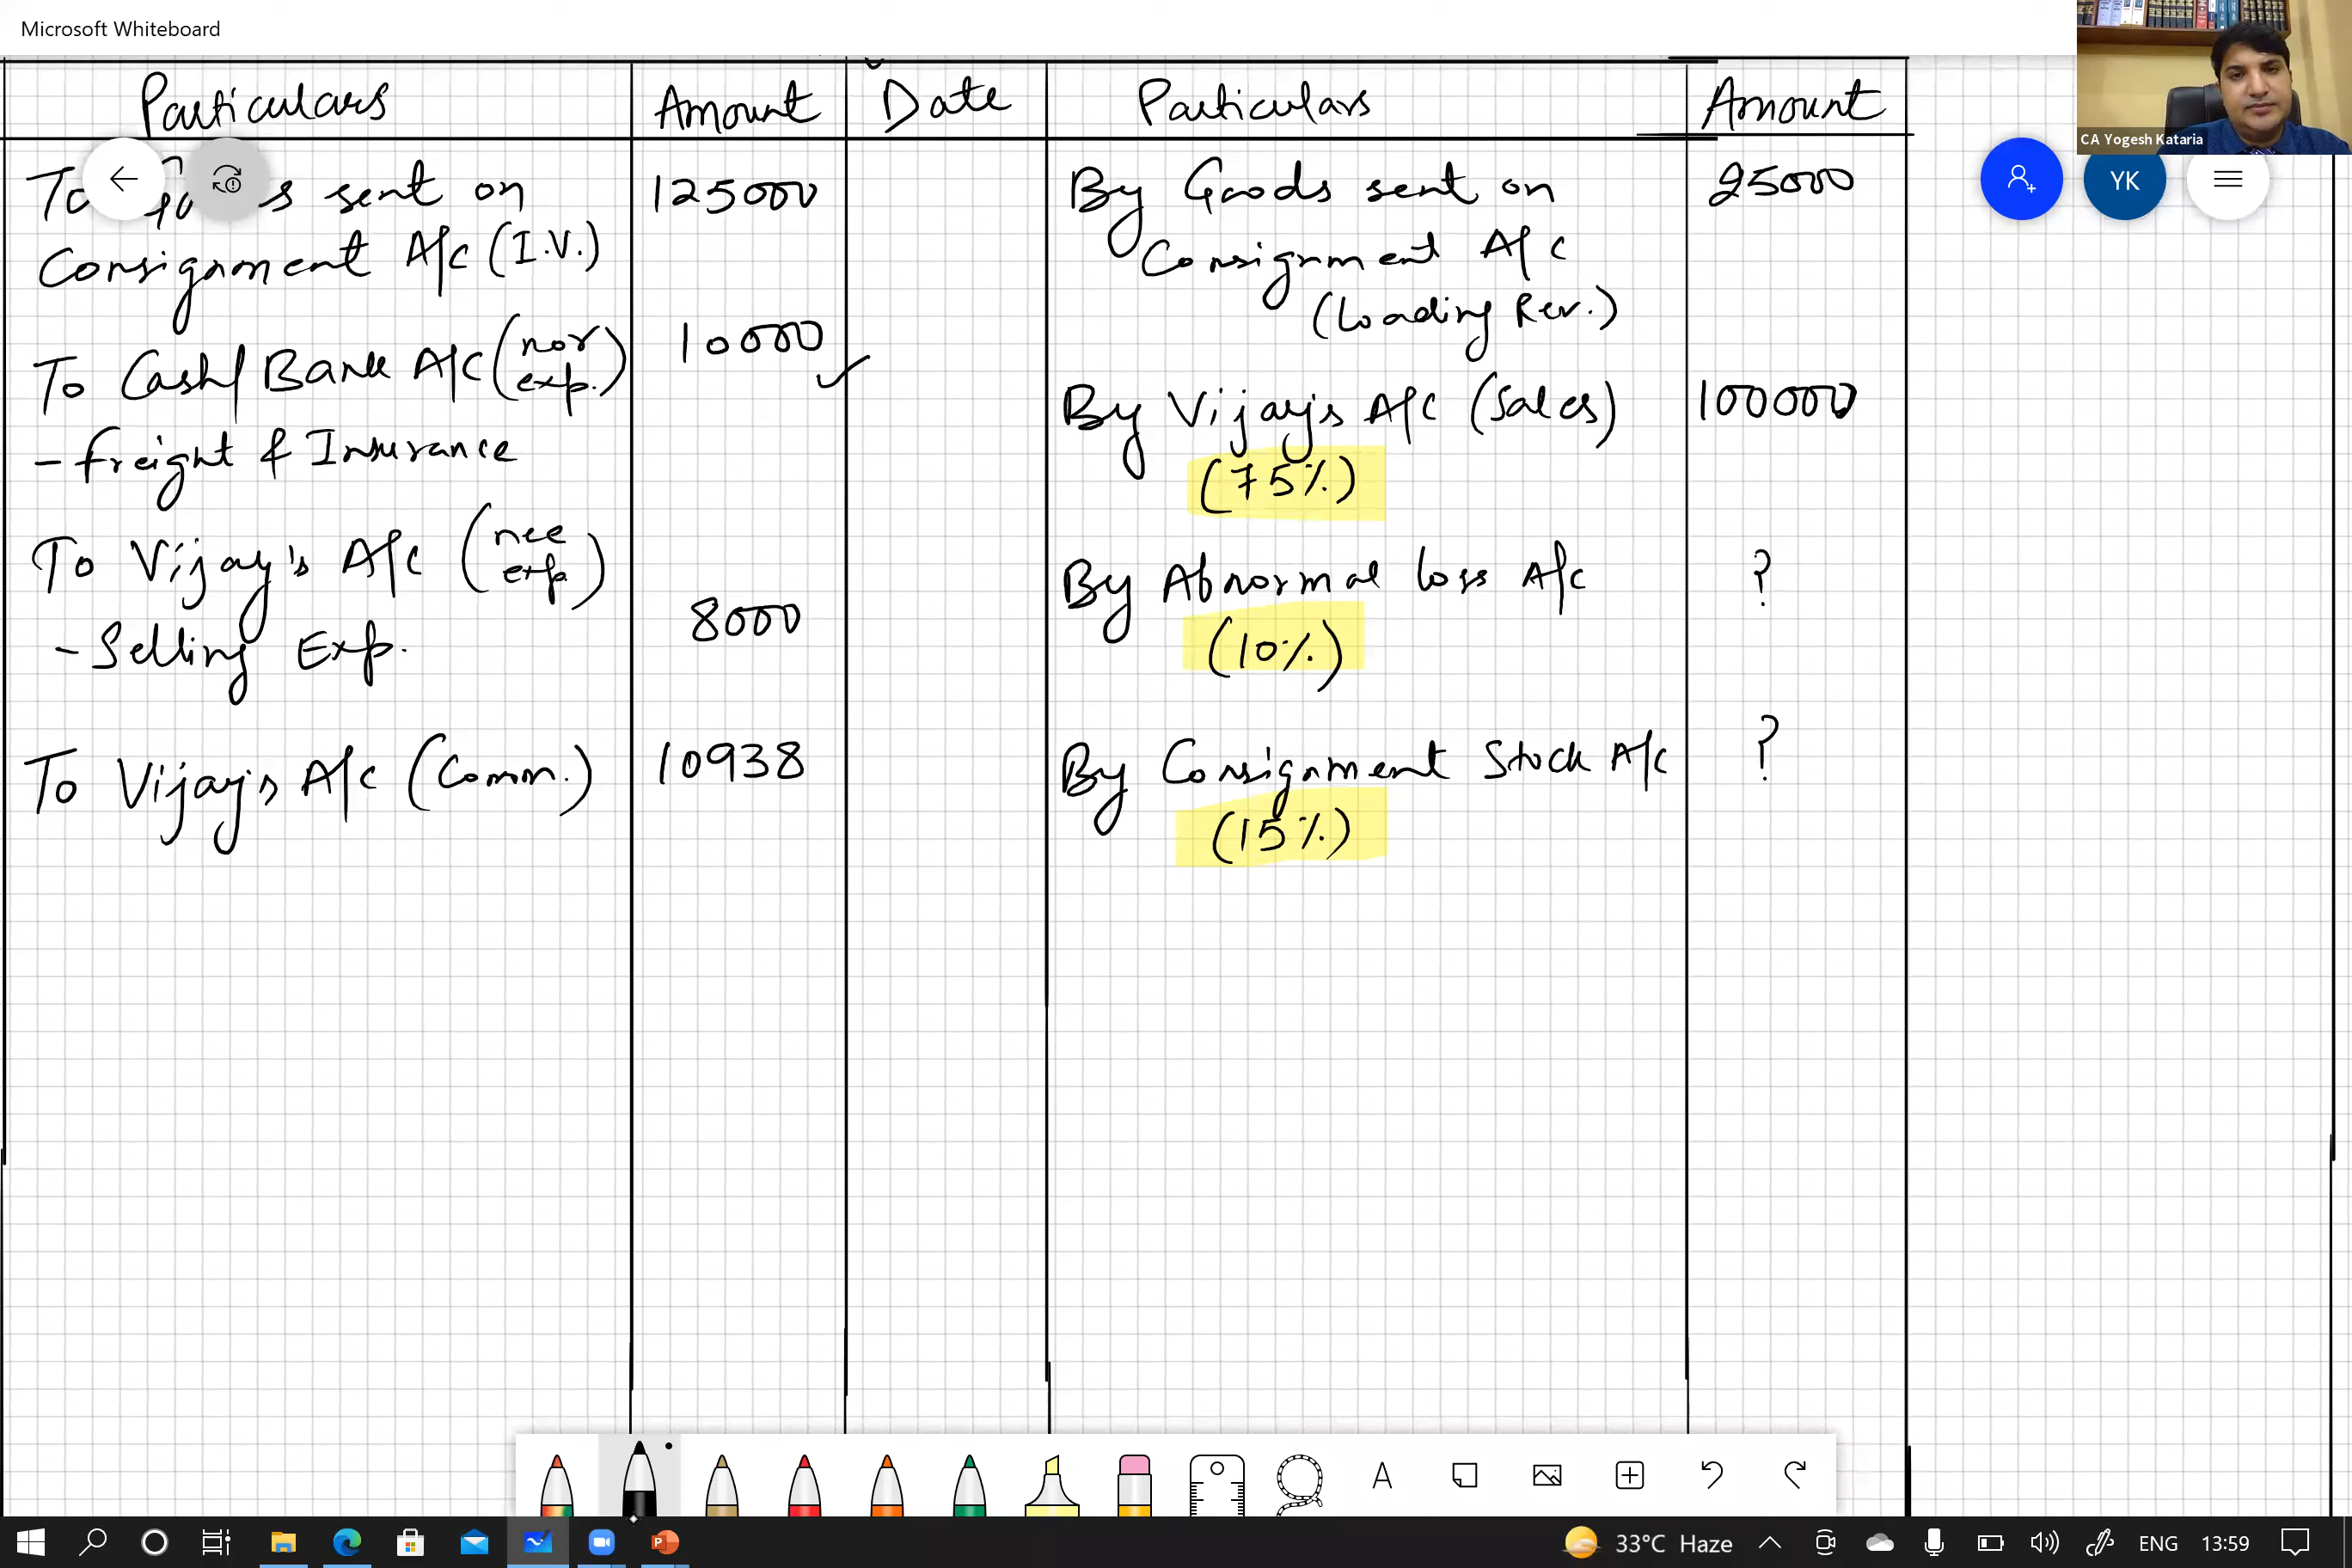 Microsoft Whiteboard
CA Yogesh Kataria
YK
Particulars Amount Date Particulars Amount
To s sent on 125000
Consignment A/c (I.V.)
To Cash/Bank A/c (nor exp.) 10000
- freight & Insurance
To Vijay's A/c (nee exp.)
- Selling Exp. 8000
To Vijay's A/c (Comm.) 10938
By Goods sent on 25000
Consignment A/c
(loading Rev.)
By Vijay's A/c (Sales) 100000
(75%)
By Abnormal loss A/c ?
(10%)
By Consignment Stock A/c ?
(15%)
A
33°C Haze ENG 13:59